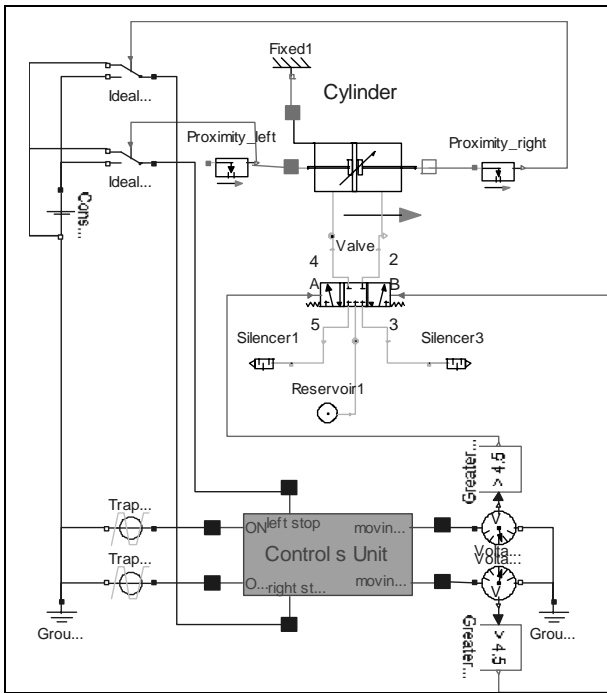 Fixed1
Cylinder
Ideal...
Proximity_left
Proximity_right
Ideal...
Cons...
Valve
4
2
A
B
5
3
Silencer1
Silencer3
Reservoir1
Greater...
> 4.5
Trap...
ON
left stop
movin...
Volta...
Control s Unit
Trap...
O...
right st...
movin...
Volta...
V
V
Grou...
Grou...
Greater...
> 4.5